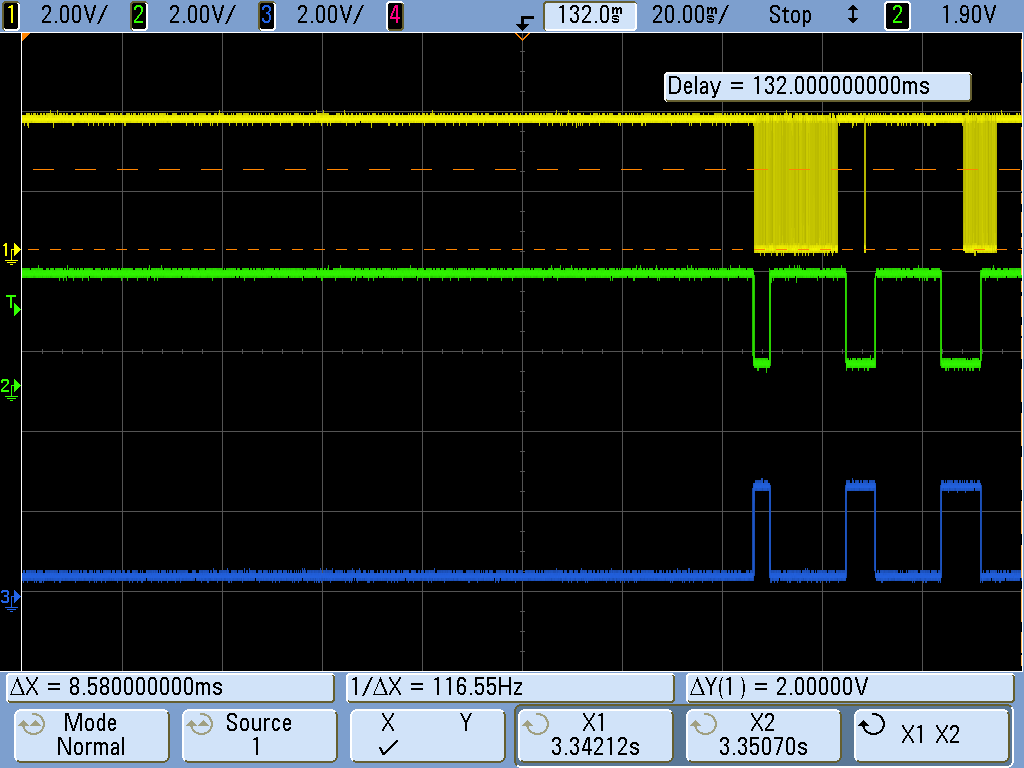 1 2.00V/ 2 2.00V/ 3 2.00V/ 4 132.0ms 20.00ms/ Stop 2 1.90V
Delay = 132.000000000ms
1
T
2
3
ΔX = 8.580000000ms 1/ΔX = 116.55Hz ΔY(1) = 2.00000V
Mode Source X Y X1 X2 X1 X2
Normal 1 3.34212s 3.35070s